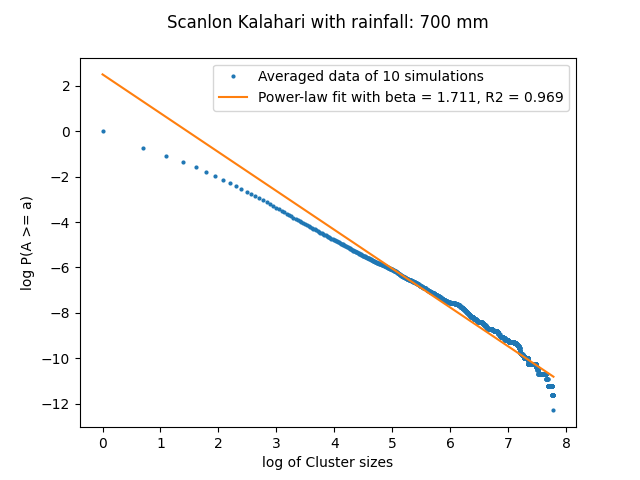 Scanlon Kalahari with rainfall: 700 mm
Averaged data of 10 simulations
Power-law fit with beta = 1.711, R2 = 0.969
log P(A >= a)
2
0
−2
−4
−6
−8
−10
−12
0 1 2 3 4 5 6 7 8
log of Cluster sizes